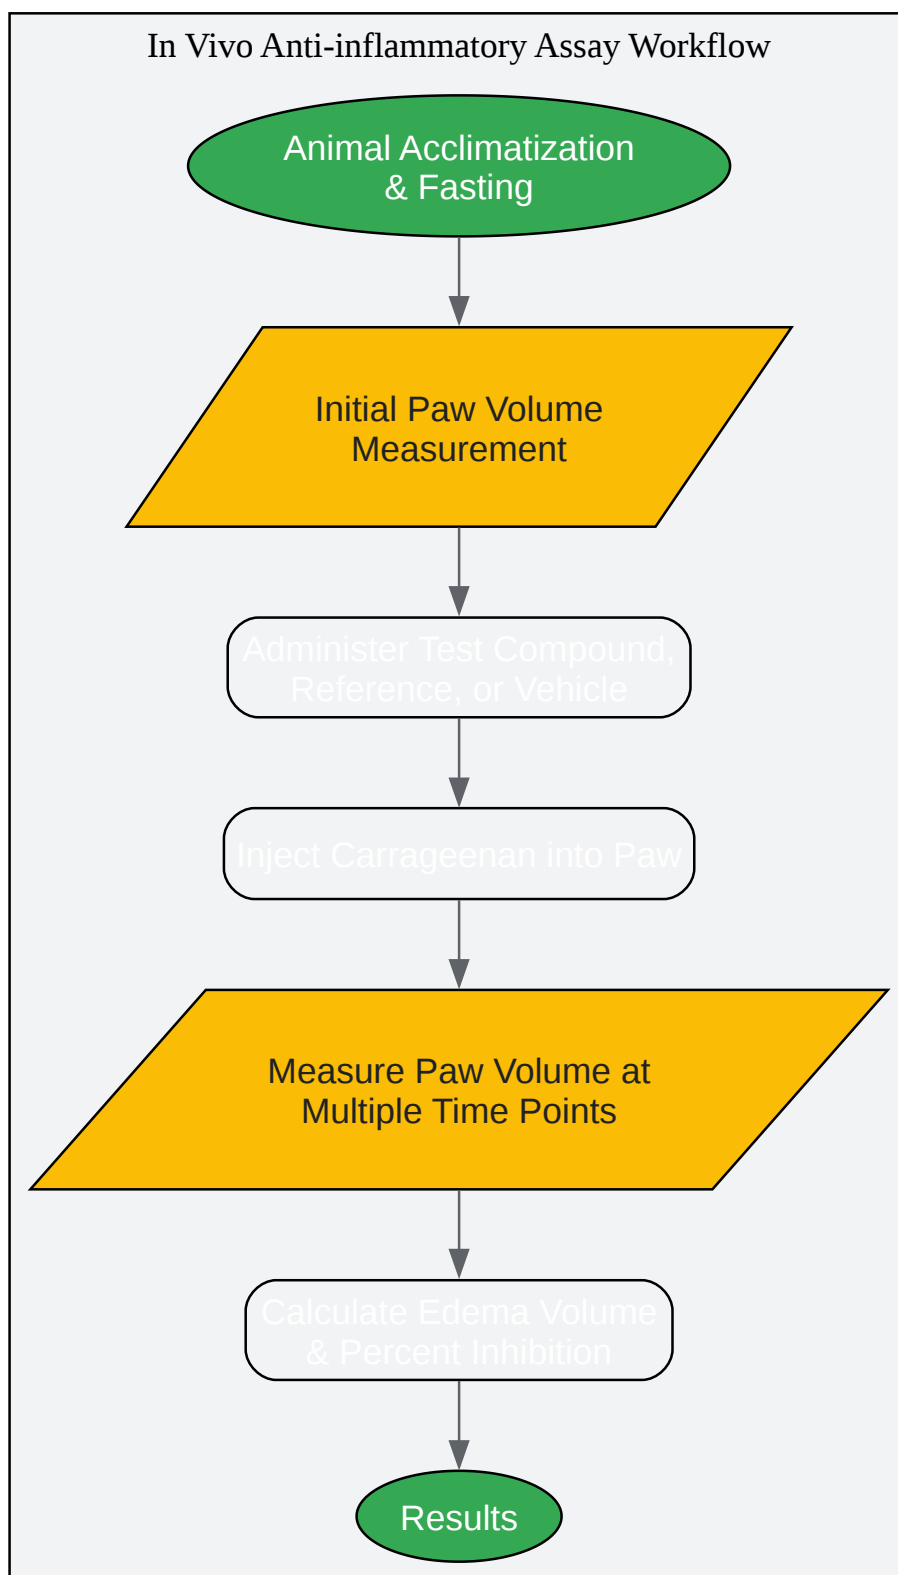 In Vivo Anti-inflammatory Assay Workflow
Animal Acclimatization
& Fasting
Initial Paw Volume
Measurement
Administer Test Compound,
Reference, or Vehicle
Inject Carrageenan into Paw
Measure Paw Volume at
Multiple Time Points
Calculate Edema Volume
& Percent Inhibition
Results